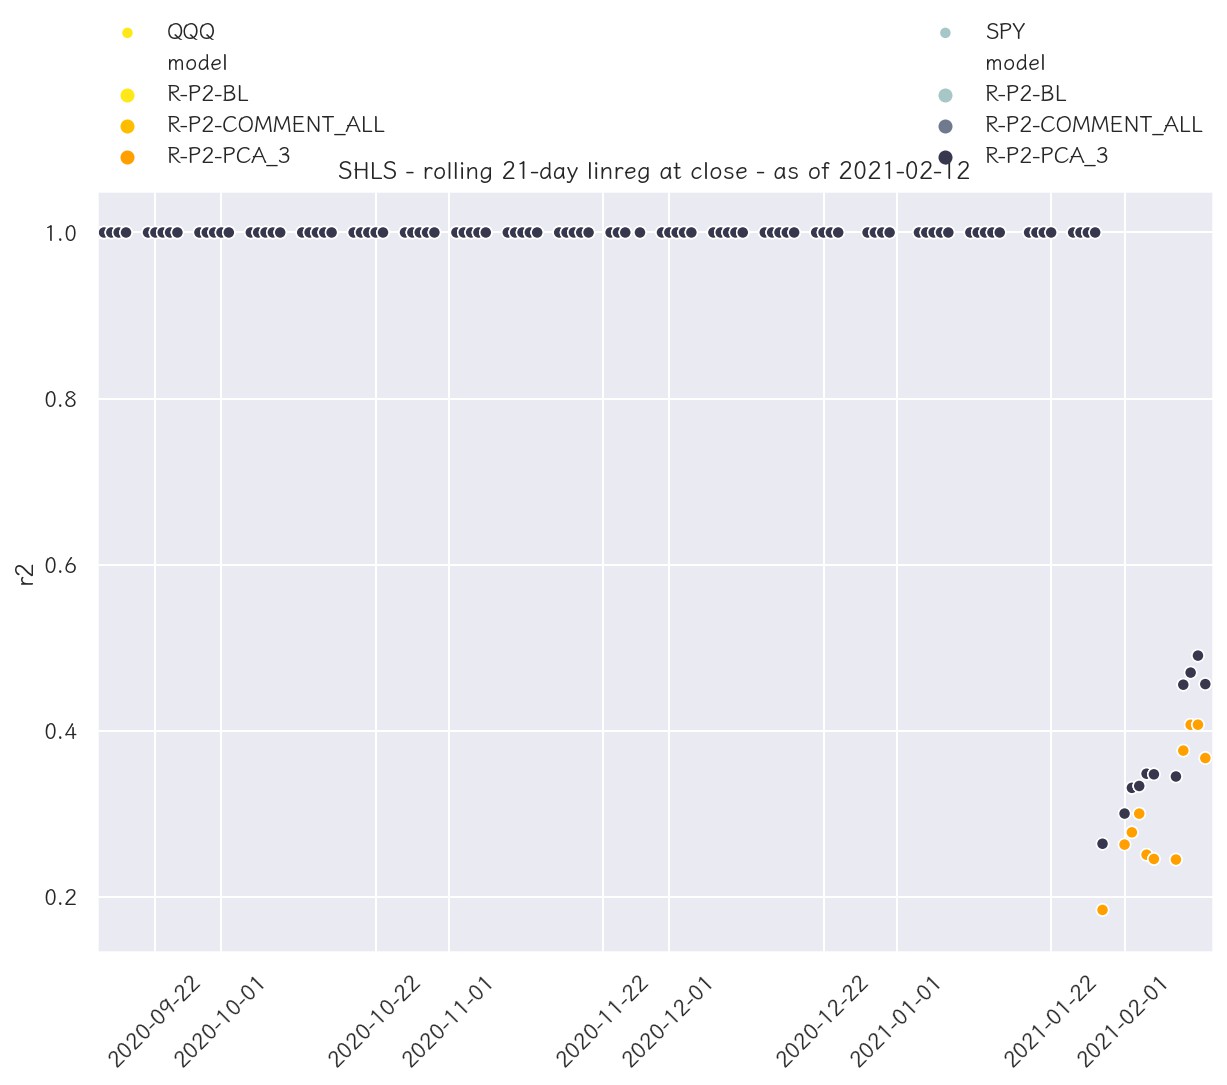 QQQ
model
R-P2-BL
R-P2-COMMENT_ALL
R-P2-PCA_3
SPY
model
R-P2-BL
R-P2-COMMENT_ALL
R-P2-PCA_3
SHLS - rolling 21-day linreg at close - as of 2021-02-12
r2
1.0
0.8
0.6
0.4
0.2
2020-09-22
2020-10-01
2020-10-22
2020-11-01
2020-11-22
2020-12-01
2020-12-22
2021-01-01
2021-01-22
2021-02-01